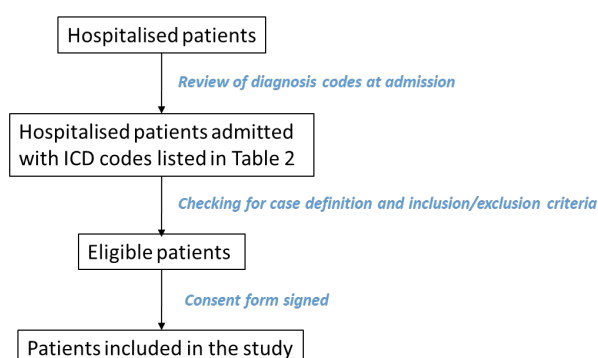 Hospitalised patients
Review of diagnosis codes at admission
Hospitalised patients admitted
with ICD codes listed in Table 2
Checking for case definition and inclusion/exclusion criteria
Eligible patients
Consent form signed
Patients included in the study